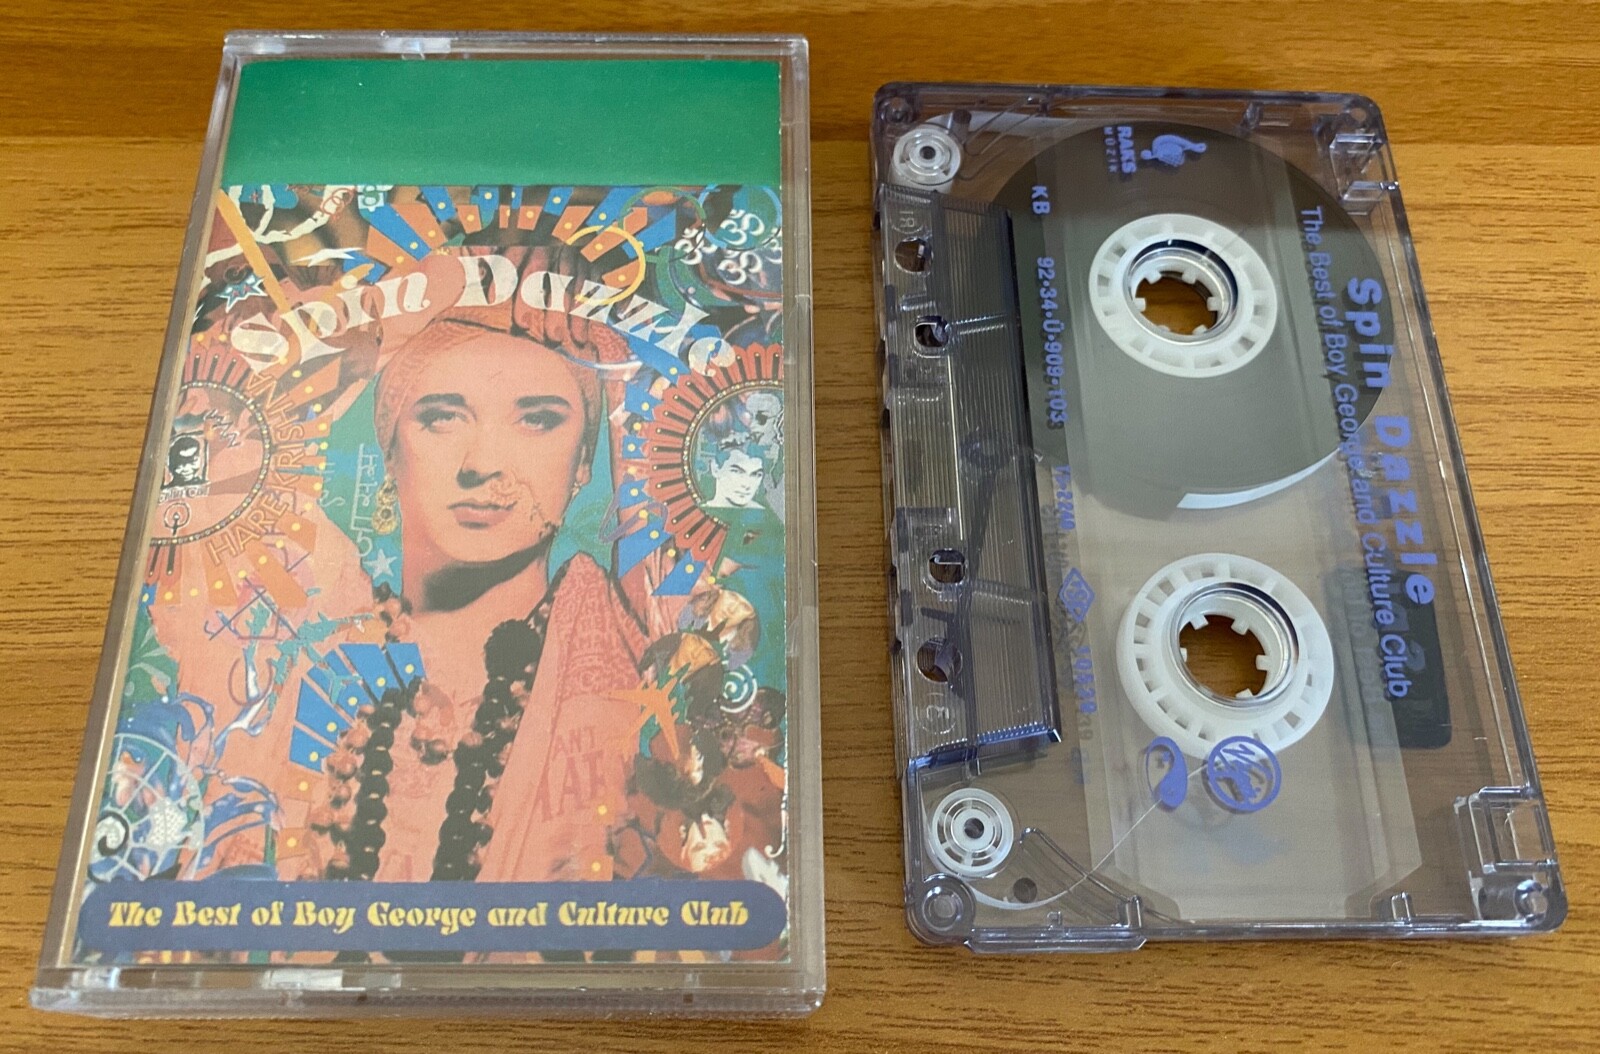 Spin Dazzle
HARE KRISHNA
The Best of Boy George and Culture Club
RAKS
MÜZİK
KB 92·34·Ü·909·103
Spin Dazzle
The Best of Boy George and Culture Club